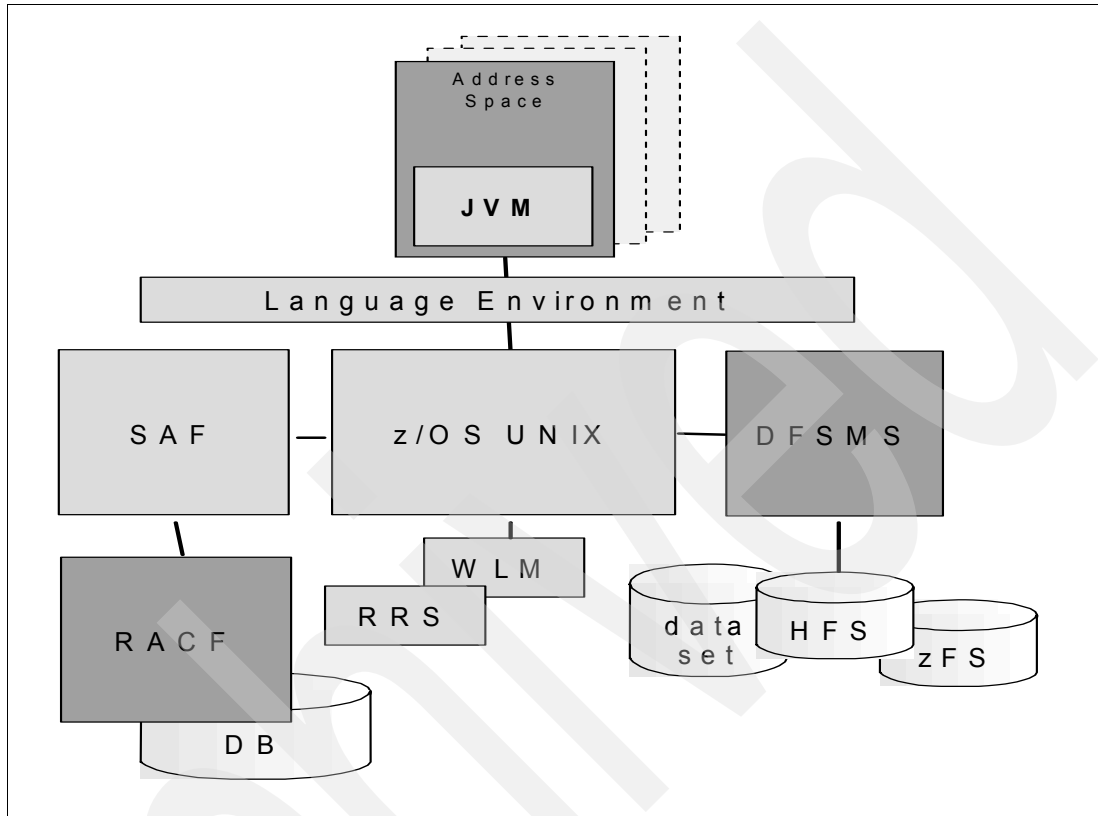 Address
Space
JVM
Language Environment
SAF
z/OS UNIX
DFSMS
WLM
RRS
RACF
DB
data
set
HFS
zFS